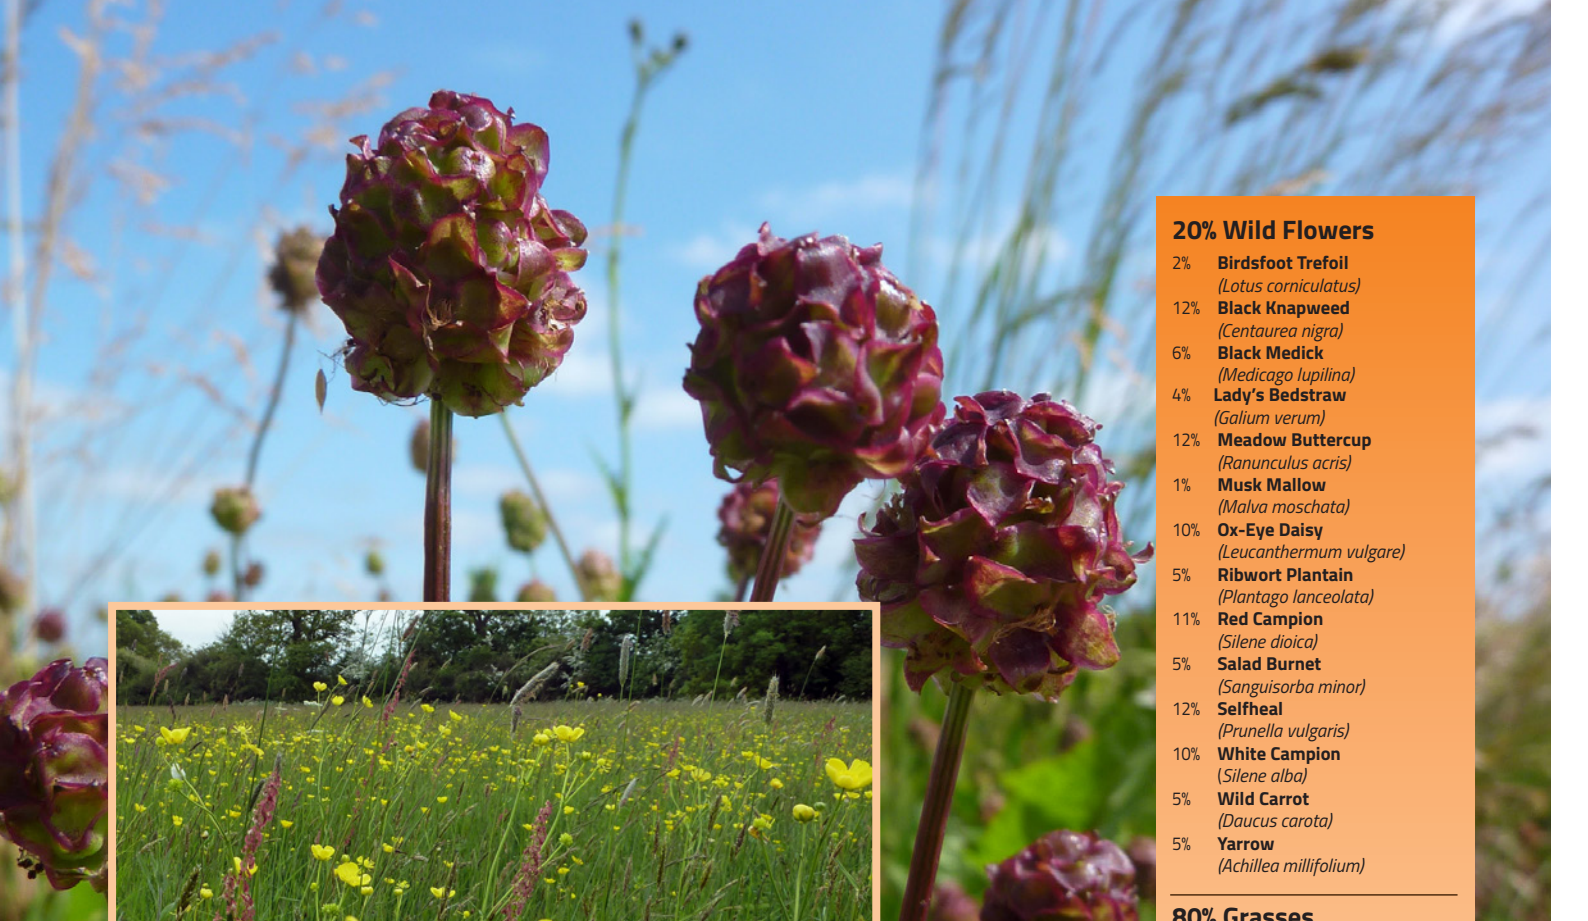 20% Wild Flowers
2% Birdsfoot Trefoil
(Lotus corniculatus)
12% Black Knapweed
(Centaurea nigra)
6% Black Medick
(Medicago lupilina)
4% Lady's Bedstraw
(Galium verum)
12% Meadow Buttercup
(Ranunculus acris)
1% Musk Mallow
(Malva moschata)
10% Ox-Eye Daisy
(Leucanthermum vulgare)
5% Ribwort Plantain
(Plantago lanceolata)
11% Red Campion
(Silene dioica)
5% Salad Burnet
(Sanguisorba minor)
12% Selfheal
(Prunella vulgaris)
10% White Campion
(Silene alba)
5% Wild Carrot
(Daucus carota)
5% Yarrow
(Achillea millifolium)
80% Grasses